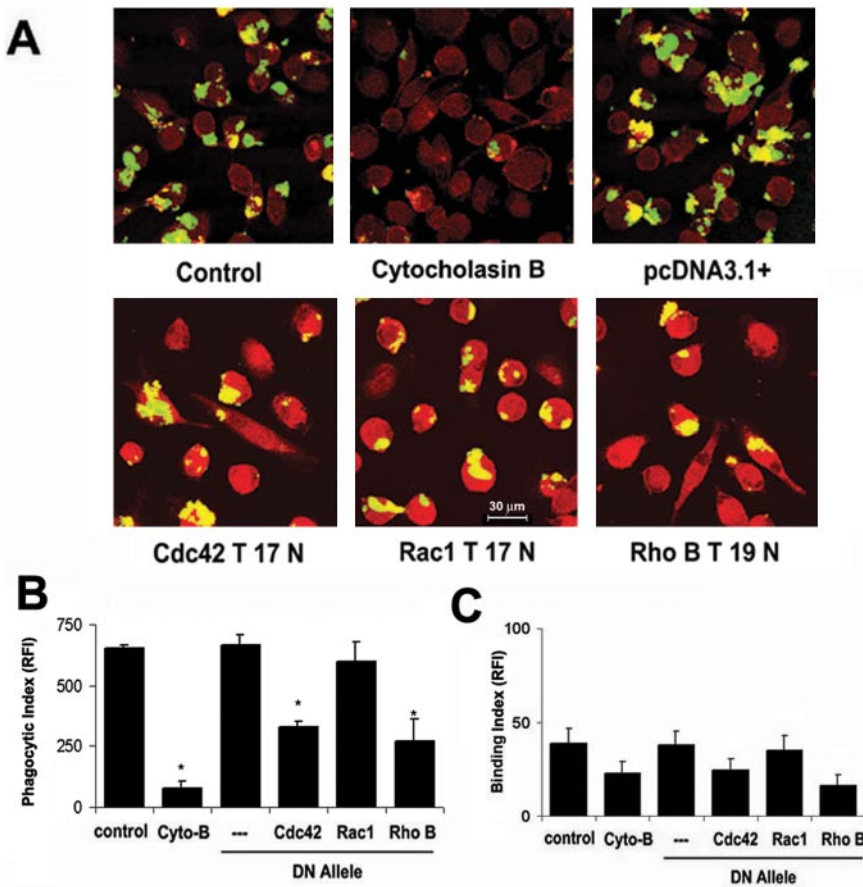 A
Control Cytocholasin B pcDNA3.1+
30 μm
Cdc42 T 17 N Rac1 T 17 N Rho B T 19 N
B
Phagocytic Index (RFI)
750
500
250
0
* * *
control Cyto-B --- Cdc42 Rac1 Rho B
DN Allele
C
Binding Index (RFI)
100
50
0
control Cyto-B --- Cdc42 Rac1 Rho B
DN Allele